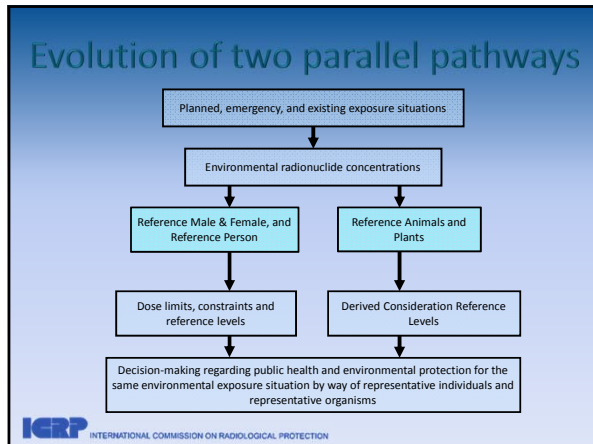 Evolution of two parallel pathways
Planned, emergency, and existing exposure situations
Environmental radionuclide concentrations
Reference Male & Female, and
Reference Person
Reference Animals and
Plants
Dose limits, constraints and
reference levels
Derived Consideration Reference
Levels
Decision-making regarding public health and environmental protection for the
same environmental exposure situation by way of representative individuals and
representative organisms
ICRP INTERNATIONAL COMMISSION ON RADIOLOGICAL PROTECTION